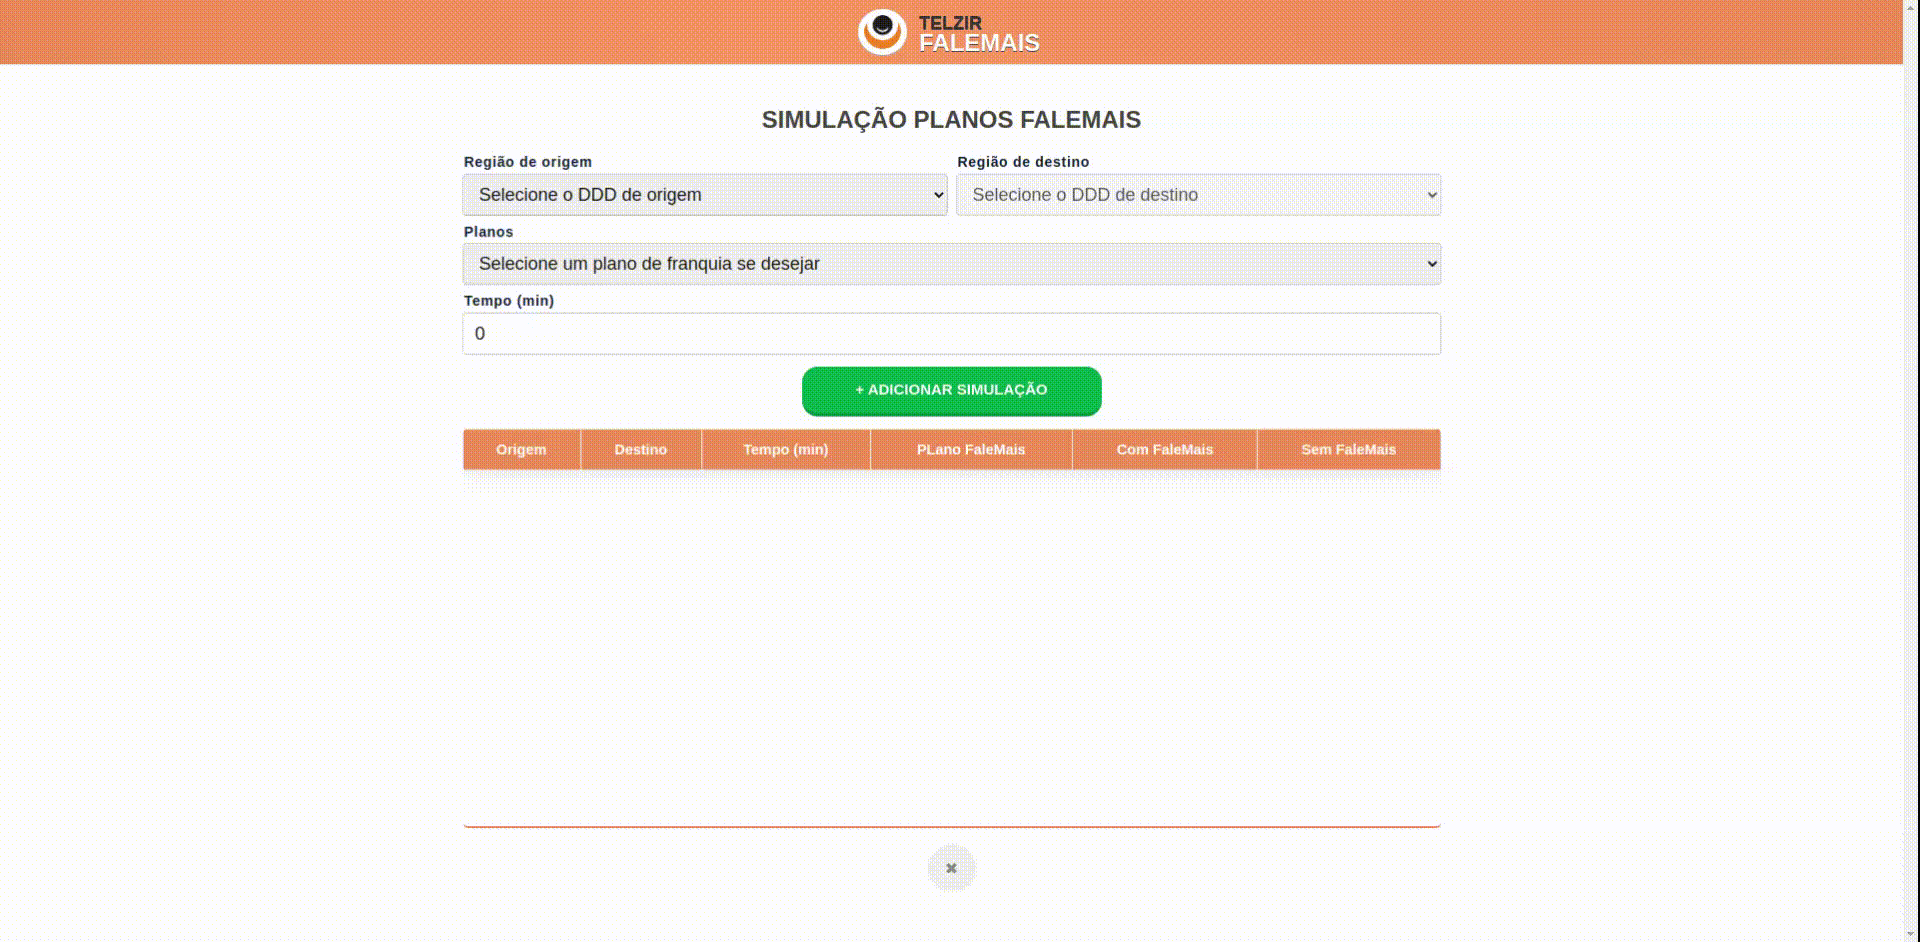 TELZIR
FALEMAIS
SIMULAÇÃO PLANOS FALEMAIS
Região de origem Região de destino
Selecione o DDD de origem Selecione o DDD de destino
Planos
Selecione um plano de franquia se desejar
Tempo (min)
0
+ ADICIONAR SIMULAÇÃO
Origem Destino Tempo (min) PLano FaleMais Com FaleMais Sem FaleMais